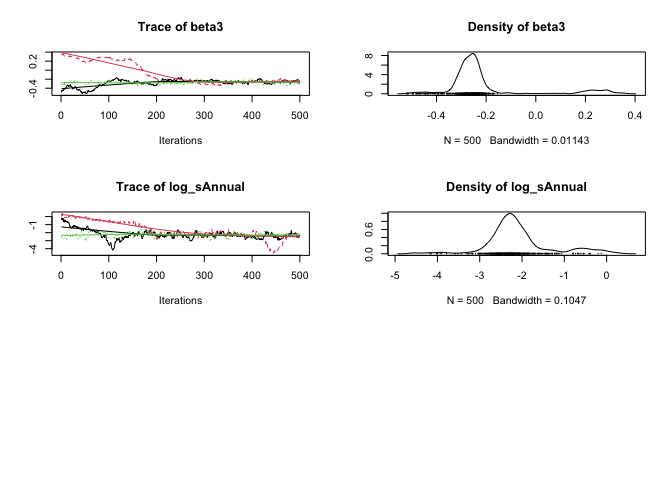 Trace of beta3
-0.4 0.2
0 100 200 300 400 500
Iterations
Density of beta3
0 4 8
-0.4 -0.2 0.0 0.2 0.4
N = 500 Bandwidth = 0.01143
Trace of log_sAnnual
-4 -1
0 100 200 300 400 500
Iterations
Density of log_sAnnual
0.0 0.6
-5 -4 -3 -2 -1 0
N = 500 Bandwidth = 0.1047